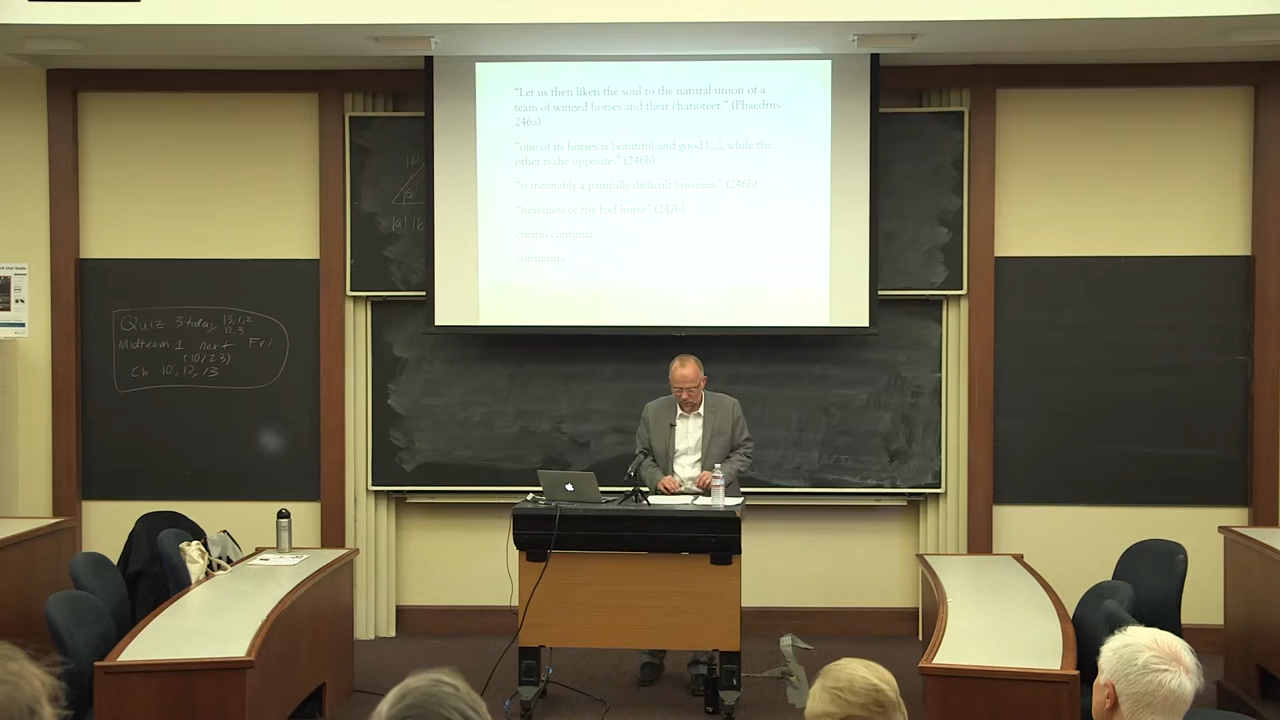 “Let us then liken the soul to the natural union of a
team of winged horses and their charioteer.” (Phaedrus
246a)
“one of its horses is beautiful and good [...], while the
other is the opposite.” (246b)
“is inevitably a painfully difficult business.” (246b)
“heaviness of the bad horse” (247b)
creatio continua
constantia
Quiz 3 today 13.1, 2
12.3
Midterm 1 next Fri
(10/23)
Ch 10, 12, 13